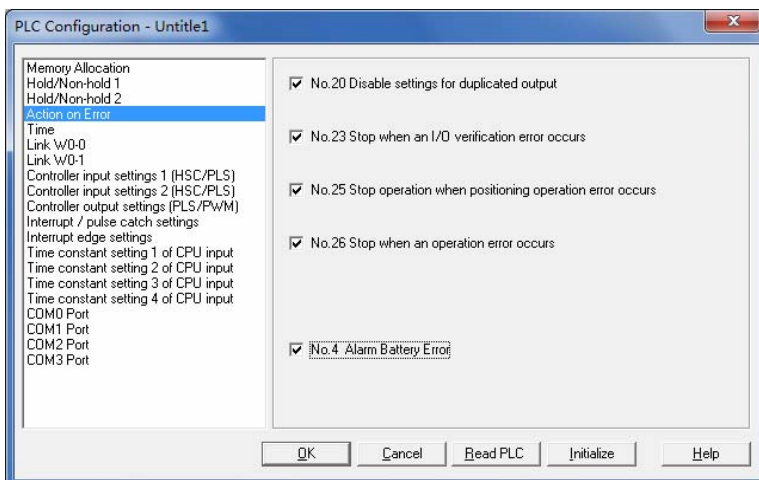 PLC Configuration - Untitle1
Memory Allocation
Hold/Non-hold 1
Hold/Non-hold 2
Action on Error
Time
Link W0-0
Link W0-1
Controller input settings 1 (HSC/PLS)
Controller input settings 2 (HSC/PLS)
Controller output settings (PLS/PWM)
Interrupt / pulse catch settings
Interrupt edge settings
Time constant setting 1 of CPU input
Time constant setting 2 of CPU input
Time constant setting 3 of CPU input
Time constant setting 4 of CPU input
COM0 Port
COM1 Port
COM2 Port
COM3 Port
No.20 Disable settings for duplicated output
No.23 Stop when an I/O verification error occurs
No.25 Stop operation when positioning operation error occurs
No.26 Stop when an operation error occurs
No.4 Alarm Battery Error
OK
Cancel
Read PLC
Initialize
Help